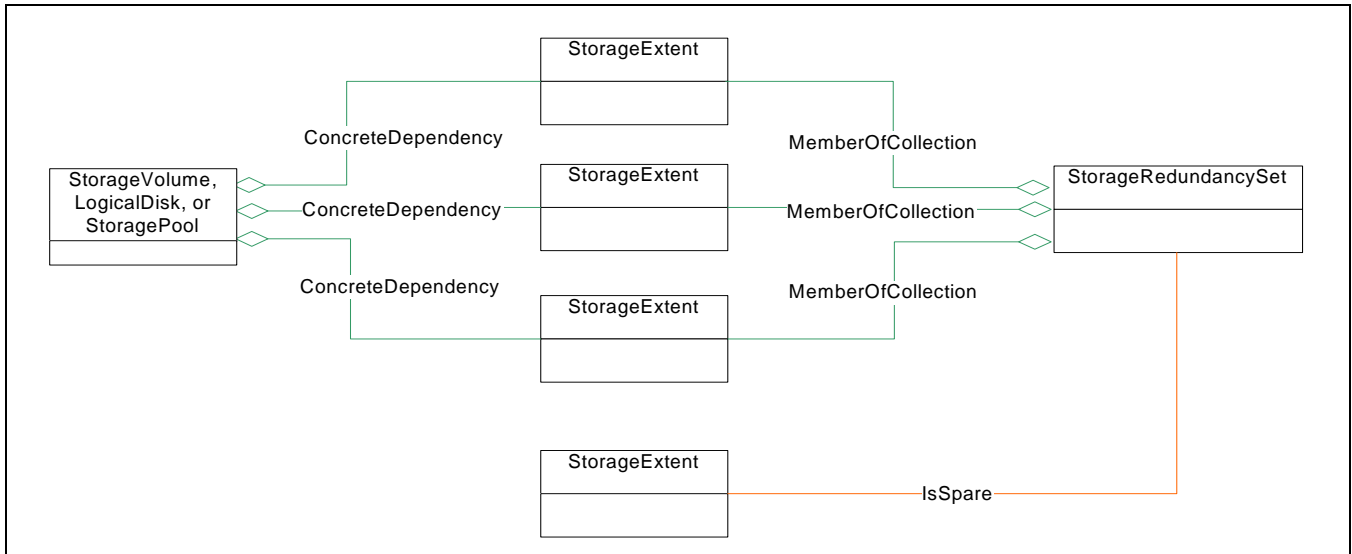 StorageExtent
ConcreteDependency
MemberOfCollection
StorageVolume,
LogicalDisk, or
StoragePool
StorageExtent
StorageRedundancySet
ConcreteDependency
MemberOfCollection
ConcreteDependency
MemberOfCollection
StorageExtent
StorageExtent
IsSpare